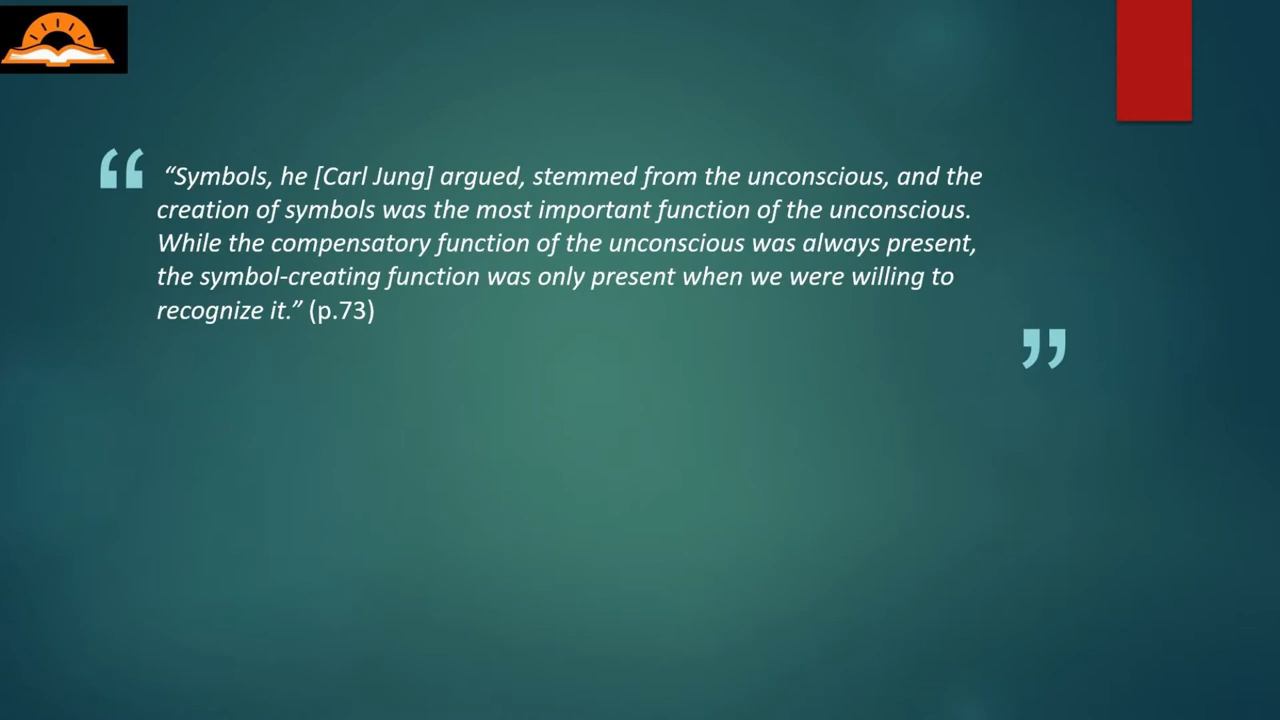 “Symbols, he [Carl Jung] argued, stemmed from the unconscious, and the
creation of symbols was the most important function of the unconscious.
While the compensatory function of the unconscious was always present,
the symbol-creating function was only present when we were willing to
recognize it.” (p.73)